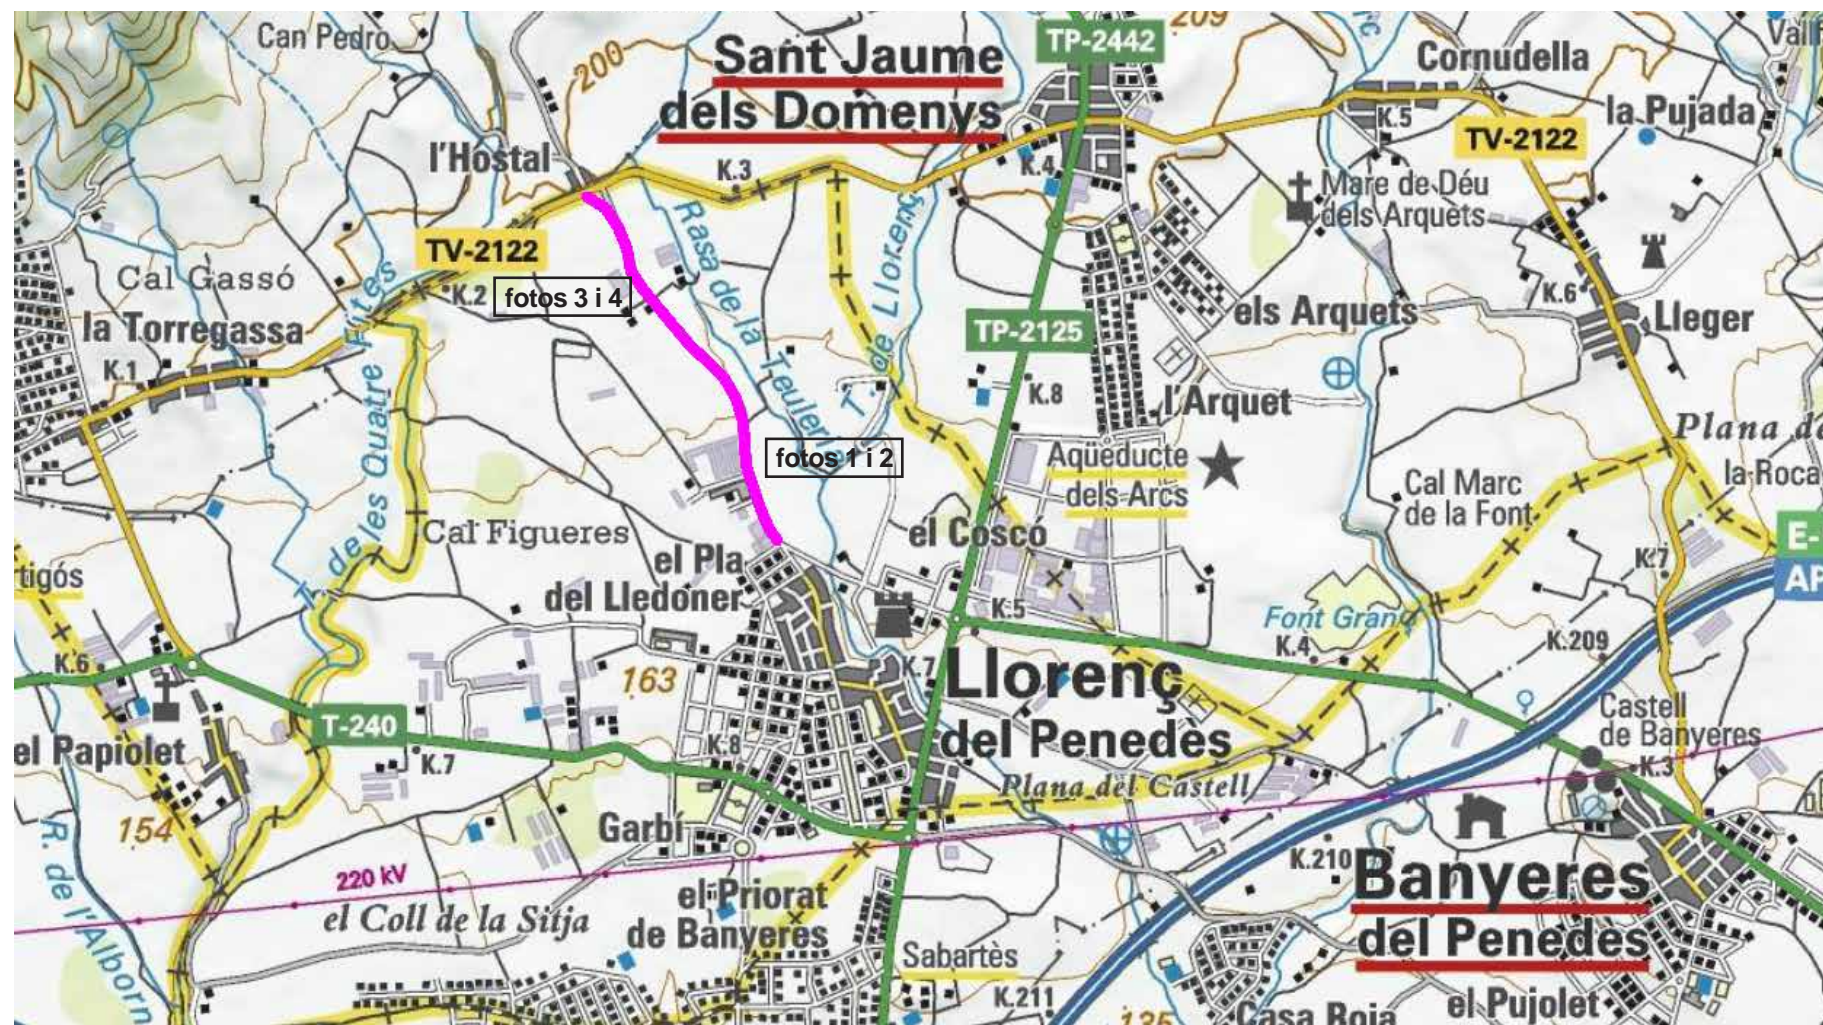 Can Pedro
200
Sant Jaume
dels Domenys
TP-2442
209
Cornudella
K.5
la Pujada
TV-2122
l'Hostal
K.3
K.4
Mare de Déu
dels Arquets
TV-2122
Cal Gassó
K.2
fotos 3 i 4
la Torregassa
K.1
T. de les Quatre Fites
Rasa de la Teuleria
T. de Llorenç
TP-2125
els Arquets
K.6
Lleger
K.8
l'Arquet
fotos 1 i 2
Aqüeducte
dels Arcs
Plana de
la Roca
Cal Marc
de la Font
Cal Figueres
el Coscó
el Pla
del Lledoner
tigós
E-
AP
K.7
K.5
Font Gran
K.4
K.209
K.6
163
K.7
Llorenç
del Penedès
T-240
K.7
K.8
el Papiolet
Castell
de Banyeres
K.3
Plana del Castell
154
Garbí
220 kV
el Coll de la Sitja
R. de l'Alborn
el Priorat
de Banyeres
K.210
Banyeres
del Penedès
Sabartès
K.211
135
Casa Roja
el Pujolet